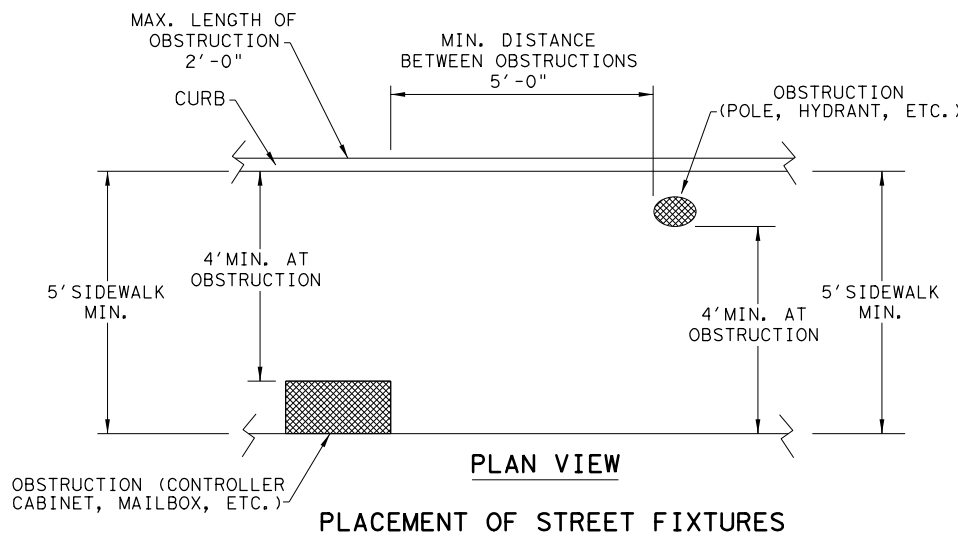 MAX. LENGTH OF
OBSTRUCTION
2'-0"
CURB
MIN. DISTANCE
BETWEEN OBSTRUCTIONS
5'-0"
OBSTRUCTION
(POLE, HYDRANT, ETC.)
5' SIDEWALK
MIN.
4' MIN. AT
OBSTRUCTION
4' MIN. AT
OBSTRUCTION
5' SIDEWALK
MIN.
OBSTRUCTION (CONTROLLER
CABINET, MAILBOX, ETC.)
PLAN VIEW
PLACEMENT OF STREET FIXTURES